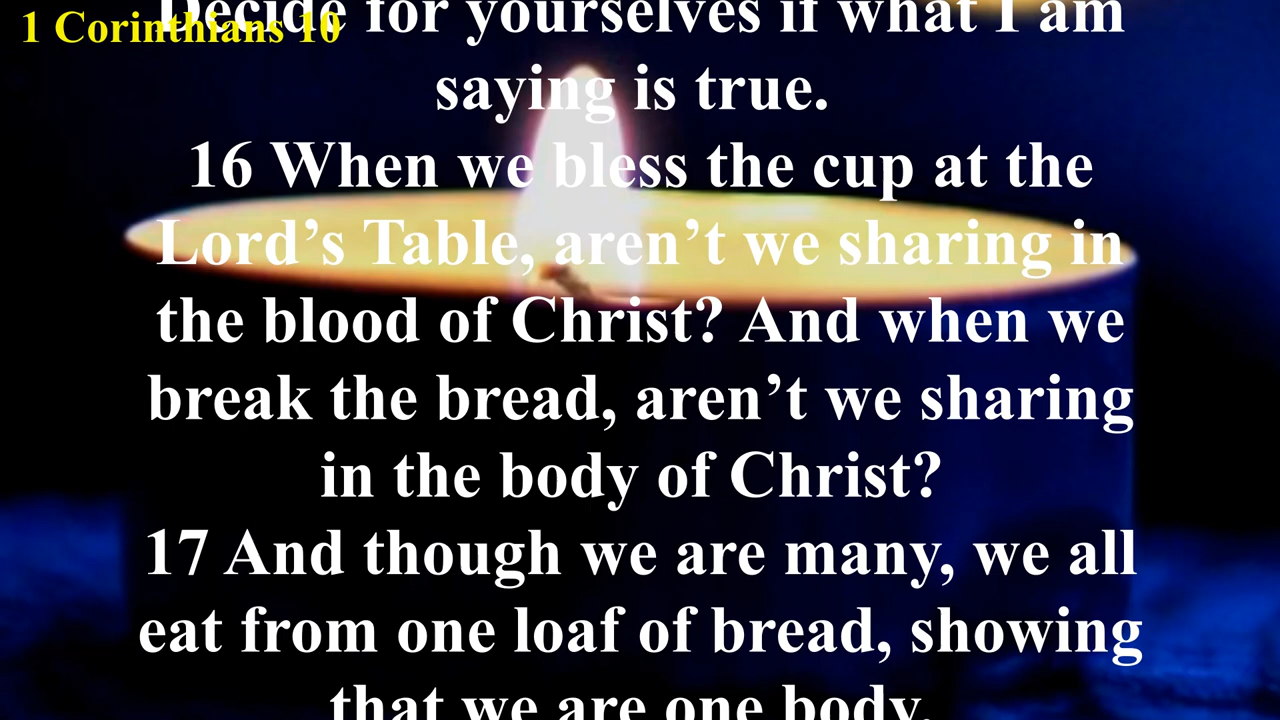 1 Corinthians 10
Decide for yourselves if what I am
saying is true.
16 When we bless the cup at the
Lord’s Table, aren’t we sharing in
the blood of Christ? And when we
break the bread, aren’t we sharing
in the body of Christ?
17 And though we are many, we all
eat from one loaf of bread, showing
that we are one body.